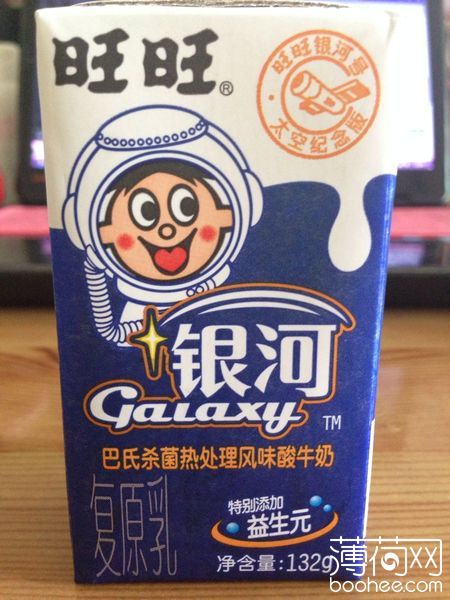 旺旺®
旺旺银河号
太空纪念版
银河
Galaxy TM
巴氏杀菌热处理风味酸牛奶
复原乳
特别添加
益生元
净含量:132g
薄荷网
boohee.com